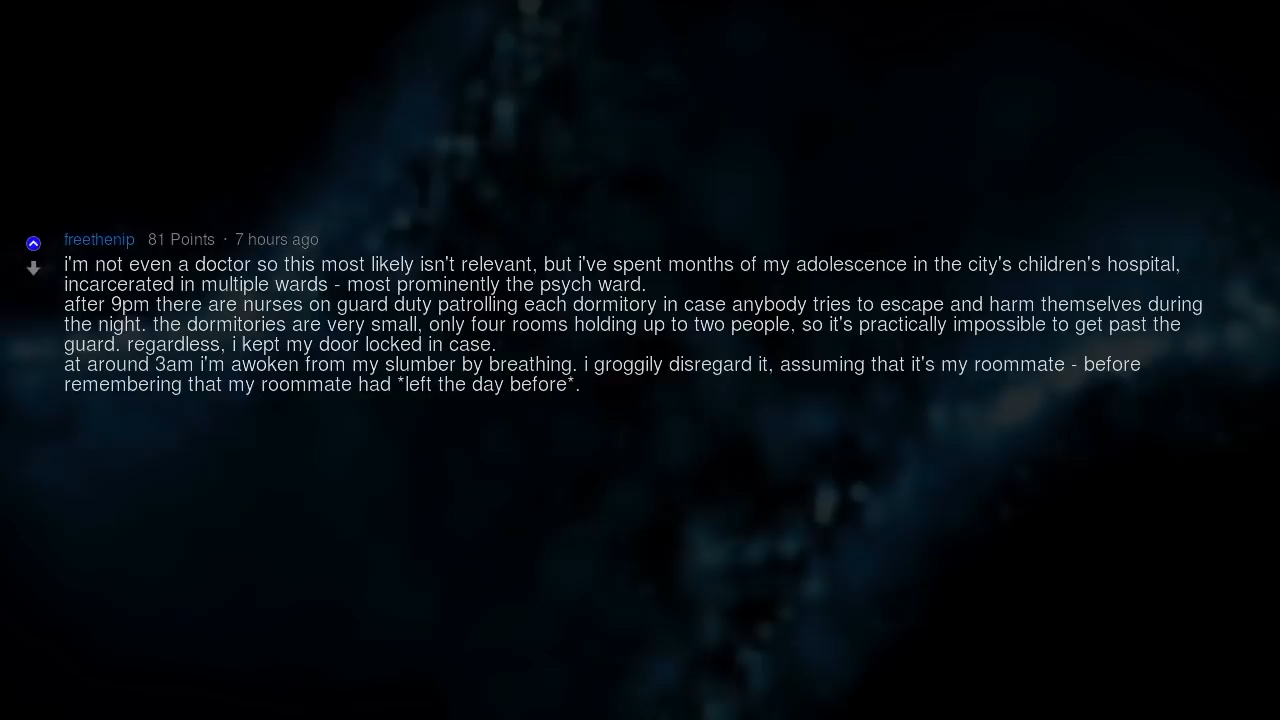 freethenip 81 Points · 7 hours ago
i'm not even a doctor so this most likely isn't relevant, but i've spent months of my adolescence in the city's children's hospital,
incarcerated in multiple wards - most prominently the psych ward.
after 9pm there are nurses on guard duty patrolling each dormitory in case anybody tries to escape and harm themselves during
the night. the dormitories are very small, only four rooms holding up to two people, so it's practically impossible to get past the
guard. regardless, i kept my door locked in case.
at around 3am i'm awoken from my slumber by breathing. i groggily disregard it, assuming that it's my roommate - before
remembering that my roommate had *left the day before*.